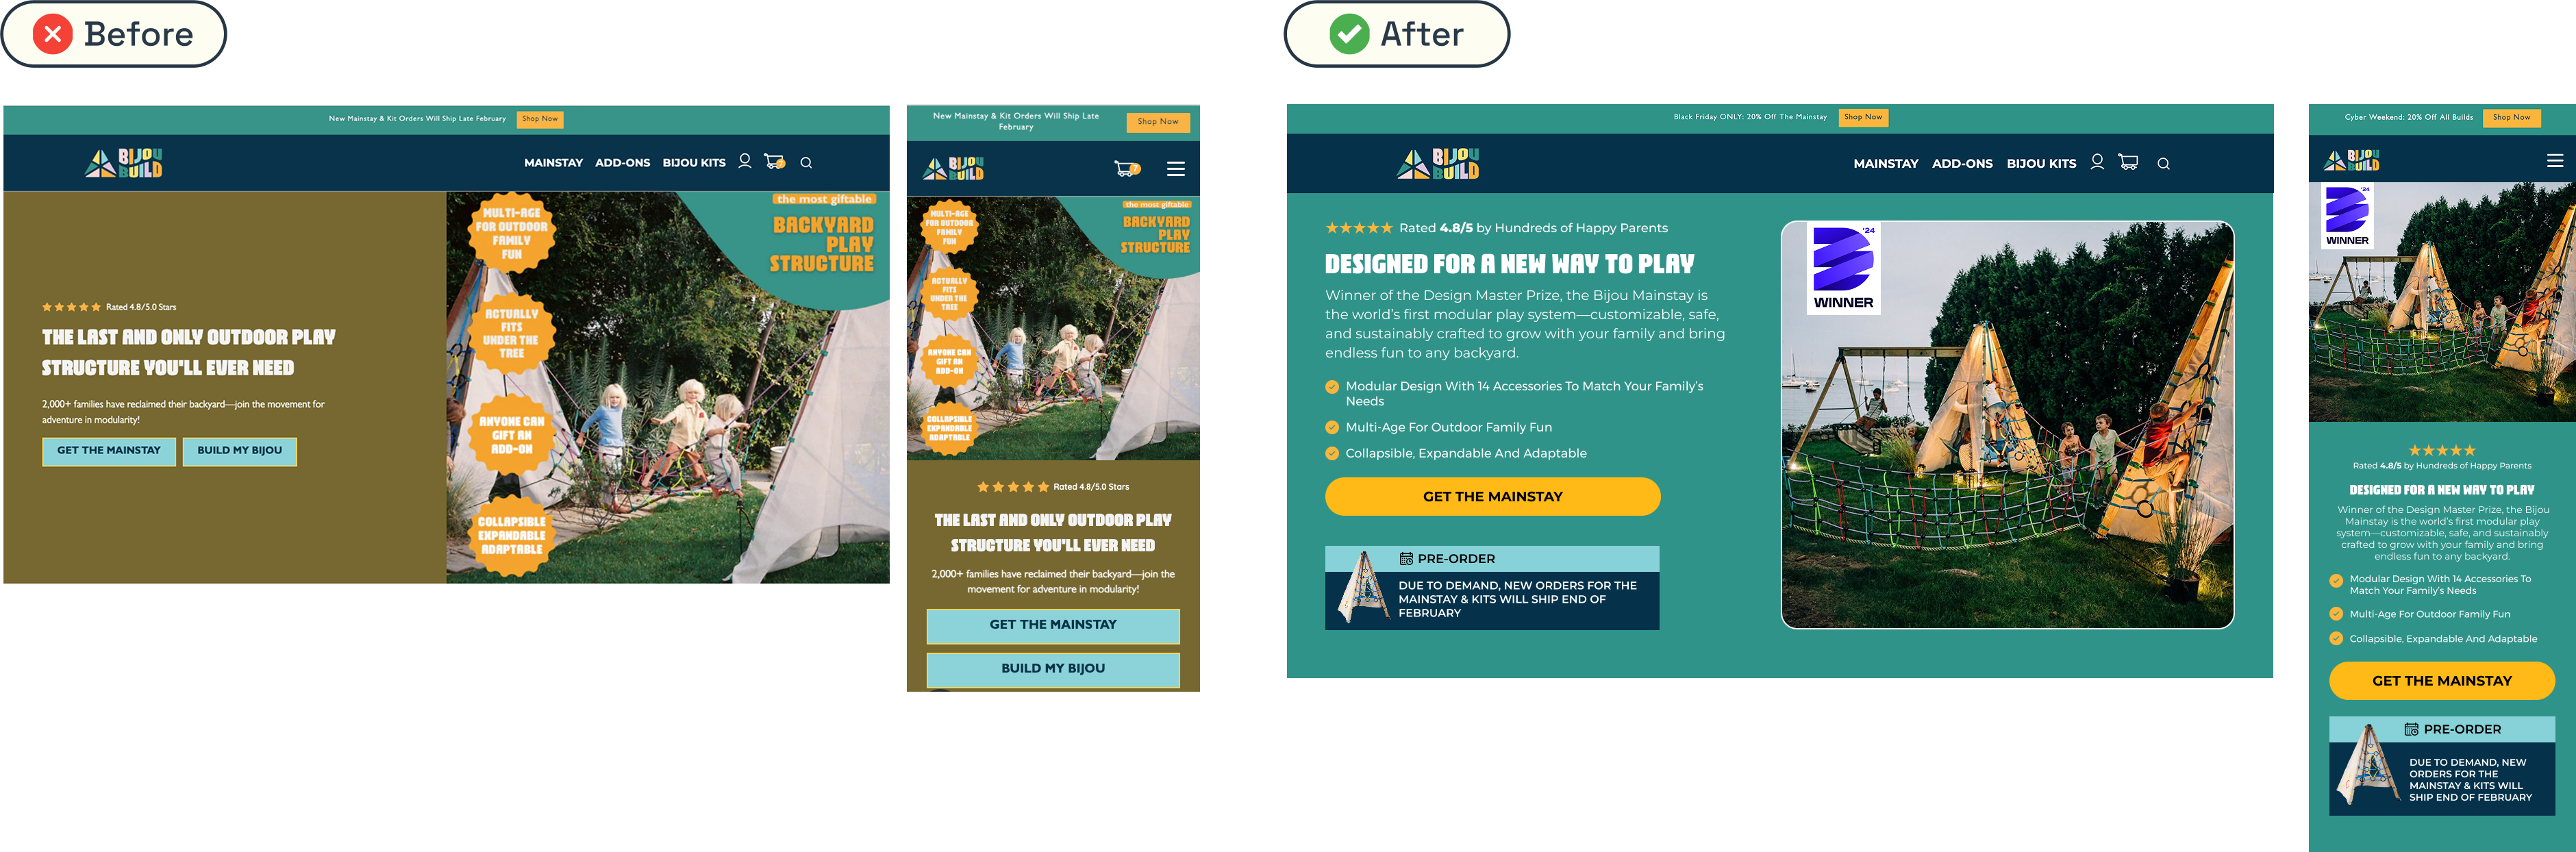 Before
New Mainstay & Kit Orders Will Ship Late February
Shop Now
BIJOU
BUILD
MAINSTAY
ADD-ONS
BIJOU KITS
7
MULTI-AGE
FOR OUTDOOR
FAMILY
FUN
ACTUALLY
FITS
UNDER THE
TREE
ANYONE CAN
GIFT AN
ADD-ON
COLLAPSIBLE
EXPANDABLE
ADAPTABLE
the most giftable
BACKYARD
PLAY
STRUCTURE
Rated 4.8/5.0 Stars
THE LAST AND ONLY OUTDOOR PLAY
STRUCTURE YOU'LL EVER NEED
2,000+ families have reclaimed their backyard—join the movement for
adventure in modularity!
GET THE MAINSTAY
BUILD MY BIJOU
New Mainstay & Kit Orders Will Ship Late
February
Shop Now
BIJOU
BUILD
7
MULTI-AGE
FOR OUTDOOR
FAMILY
FUN
ACTUALLY
FITS
UNDER THE
TREE
ANYONE CAN
GIFT AN
ADD-ON
COLLAPSIBLE
EXPANDABLE
ADAPTABLE
the most giftable
BACKYARD
PLAY
STRUCTURE
Rated 4.8/5.0 Stars
THE LAST AND ONLY OUTDOOR PLAY
STRUCTURE YOU'LL EVER NEED
2,000+ families have reclaimed their backyard—join the
movement for adventure in modularity!
GET THE MAINSTAY
BUILD MY BIJOU
After
Black Friday ONLY: 20% Off The Mainstay
Shop Now
BIJOU
BUILD
MAINSTAY
ADD-ONS
BIJOU KITS
Rated 4.8/5 by Hundreds of Happy Parents
DESIGNED FOR A NEW WAY TO PLAY
Winner of the Design Master Prize, the Bijou Mainstay is
the world's first modular play system—customizable, safe,
and sustainably crafted to grow with your family and bring
endless fun to any backyard.
Modular Design With 14 Accessories To Match Your Family's
Needs
Multi-Age For Outdoor Family Fun
Collapsible, Expandable And Adaptable
GET THE MAINSTAY
PRE-ORDER
DUE TO DEMAND, NEW ORDERS FOR THE
MAINSTAY & KITS WILL SHIP END OF
FEBRUARY
'24
WINNER
Cyber Weekend: 20% Off All Builds
Shop Now
BIJOU
BUILD
'24
WINNER
Rated 4.8/5 by Hundreds of Happy Parents
DESIGNED FOR A NEW WAY TO PLAY
Winner of the Design Master Prize, the Bijou
Mainstay is the world's first modular play
system—customizable, safe, and sustainably
crafted to grow with your family and bring
endless fun to any backyard.
Modular Design With 14 Accessories To
Match Your Family's Needs
Multi-Age For Outdoor Family Fun
Collapsible, Expandable And Adaptable
GET THE MAINSTAY
PRE-ORDER
DUE TO DEMAND, NEW
ORDERS FOR THE
MAINSTAY & KITS WILL
SHIP END OF FEBRUARY